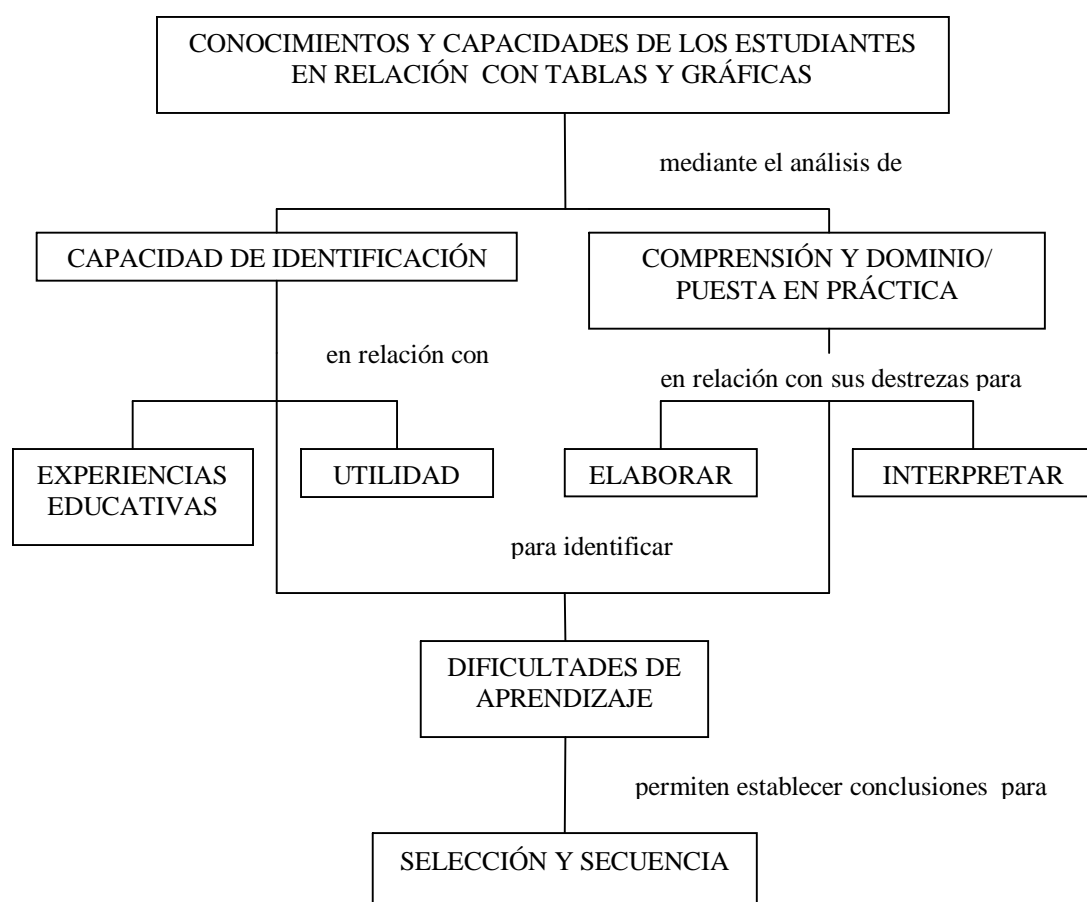 CONOCIMIENTOS Y CAPACIDADES DE LOS ESTUDIANTES
EN RELACIÓN CON TABLAS Y GRÁFICAS
mediante el análisis de
CAPACIDAD DE IDENTIFICACIÓN
COMPRENSIÓN Y DOMINIO/
PUESTA EN PRÁCTICA
en relación con
en relación con sus destrezas para
EXPERIENCIAS
EDUCATIVAS
UTILIDAD
ELABORAR
INTERPRETAR
para identificar
DIFICULTADES DE
APRENDIZAJE
permiten establecer conclusiones para
SELECCIÓN Y SECUENCIA